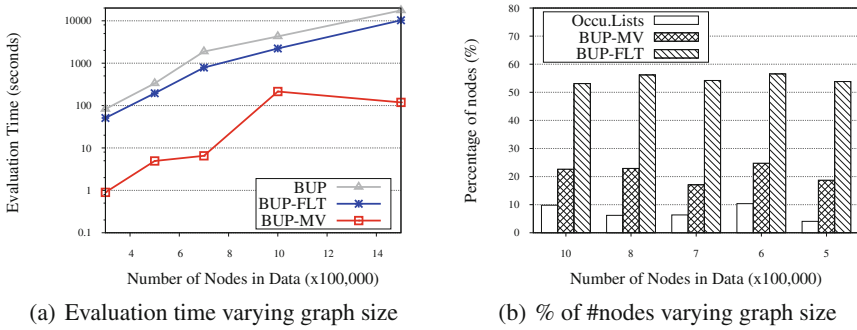 Evaluation Time (seconds)
10000
1000
100
10
1
0.1
BUP
BUP-FLT
BUP-MV
4 6 8 10 12 14
Number of Nodes in Data (x100,000)
(a) Evaluation time varying graph size
Percentage of nodes (%)
80
70
60
50
40
30
20
10
0
Occu.Lists
BUP-MV
BUP-FLT
10 8 7 6 5
Number of Nodes in Data (x100,000)
(b) % of #nodes varying graph size